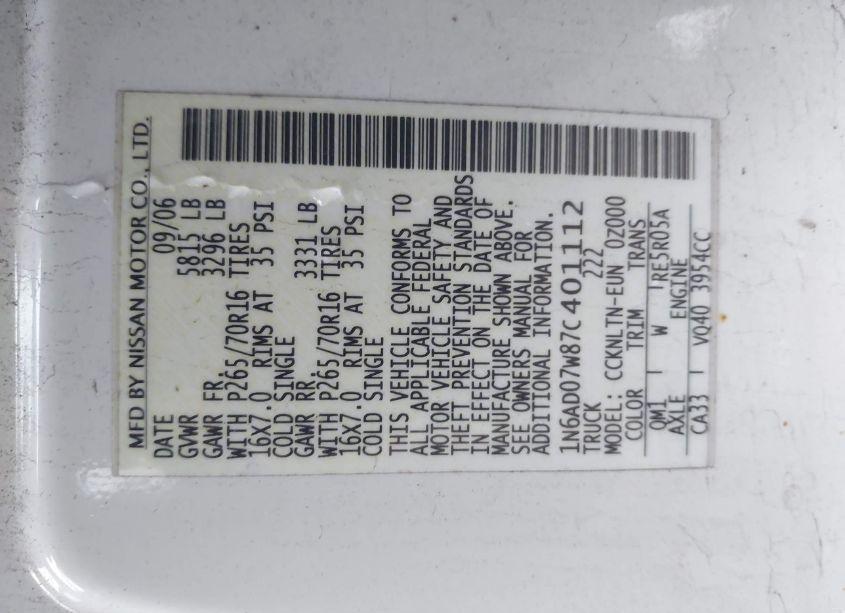 MFD BY NISSAN MOTOR CO., LTD.
DATE 09/06
GVWR 5815 LB
GAWR FR. 3296 LB
WITH P265/70R16 TIRES
16X7.0 RIMS AT 35 PSI
COLD SINGLE
GAWR RR. 3331 LB
WITH P265/70R16 TIRES
16X7.0 RIMS AT 35 PSI
COLD SINGLE
THIS VEHICLE CONFORMS TO
ALL APPLICABLE FEDERAL
MOTOR VEHICLE SAFETY AND
THEFT PREVENTION STANDARDS
IN EFFECT ON THE DATE OF
MANUFACTURE SHOWN ABOVE.
SEE OWNERS MANUAL FOR
ADDITIONAL INFORMATION.
1N6AD07W87C401112
TRUCK 222
MODEL: CCKNLTN-EUN 0Z000
COLOR TRIM TRANS
QM1 W RE5R05A
AXLE ENGINE
CA33 VQ40 3954CC